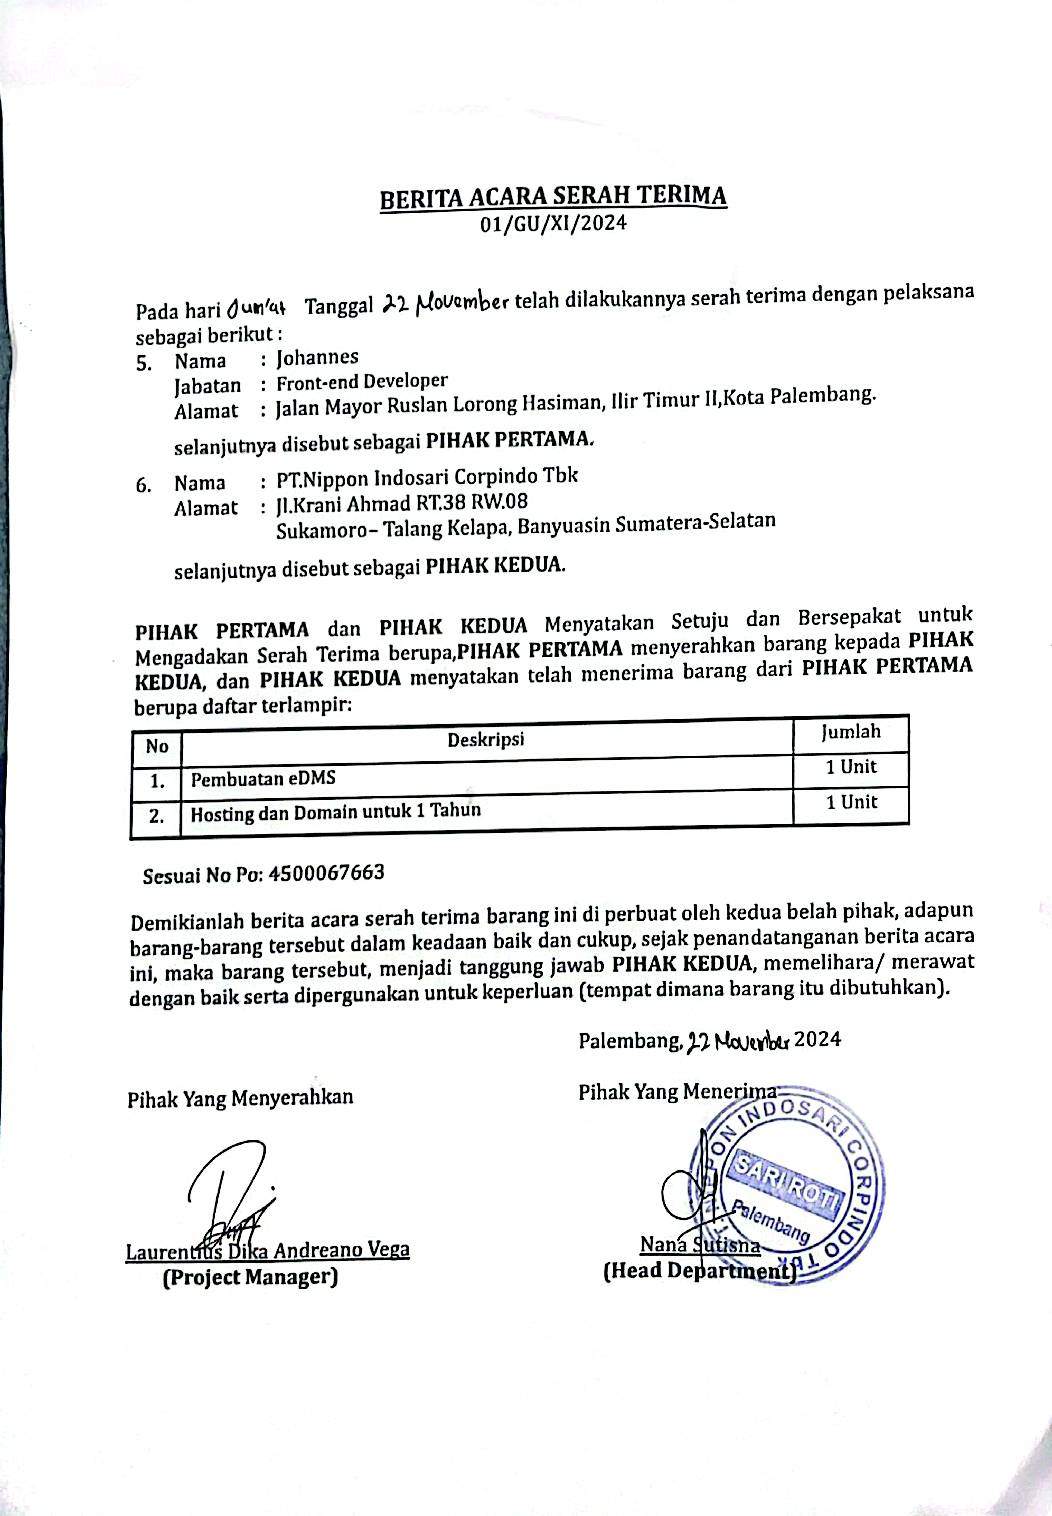 BERITA ACARA SERAH TERIMA
01/GU/XI/2024
Pada hari Jum'at Tanggal 22 November telah dilakukannya serah terima dengan pelaksana
sebagai berikut :
5. Nama : Johannes
Jabatan : Front-end Developer
Alamat : Jalan Mayor Ruslan Lorong Hasiman, Ilir Timur II,Kota Palembang.
selanjutnya disebut sebagai PIHAK PERTAMA.
6. Nama : PT.Nippon Indosari Corpindo Tbk
Alamat : Jl.Krani Ahmad RT.38 RW.08
Sukamoro– Talang Kelapa, Banyuasin Sumatera-Selatan
selanjutnya disebut sebagai PIHAK KEDUA.
PIHAK PERTAMA dan PIHAK KEDUA Menyatakan Setuju dan Bersepakat untuk
Mengadakan Serah Terima berupa,PIHAK PERTAMA menyerahkan barang kepada PIHAK
KEDUA, dan PIHAK KEDUA menyatakan telah menerima barang dari PIHAK PERTAMA
berupa daftar terlampir:
No Deskripsi Jumlah
1. Pembuatan eDMS 1 Unit
2. Hosting dan Domain untuk 1 Tahun 1 Unit
Sesuai No Po: 4500067663
Demikianlah berita acara serah terima barang ini di perbuat oleh kedua belah pihak, adapun
barang-barang tersebut dalam keadaan baik dan cukup, sejak penandatanganan berita acara
ini, maka barang tersebut, menjadi tanggung jawab PIHAK KEDUA, memelihara/ merawat
dengan baik serta dipergunakan untuk keperluan (tempat dimana barang itu dibutuhkan).
Palembang, 22 November 2024
Pihak Yang Menyerahkan Pihak Yang Menerima
PT. NIPPON INDOSARI CORPINDO Tbk
SARI ROTI
Palembang
Laurentius Dika Andreano Vega Nana Sutisna
(Project Manager) (Head Department)